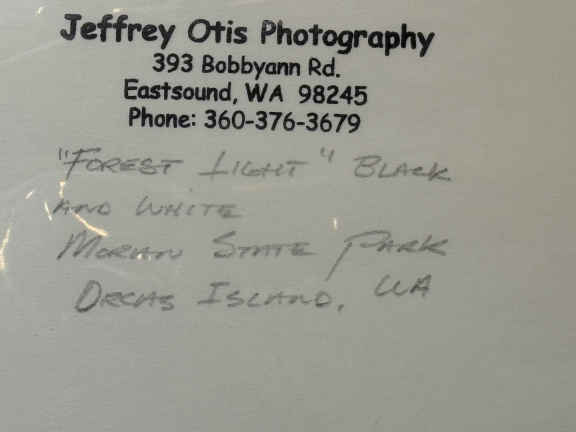 Jeffrey Otis Photography
393 Bobbyann Rd.
Eastsound, WA 98245
Phone: 360-376-3679
"FOREST LIGHT" BLACK
AND WHITE
MORAN STATE PARK
ORCAS ISLAND, WA